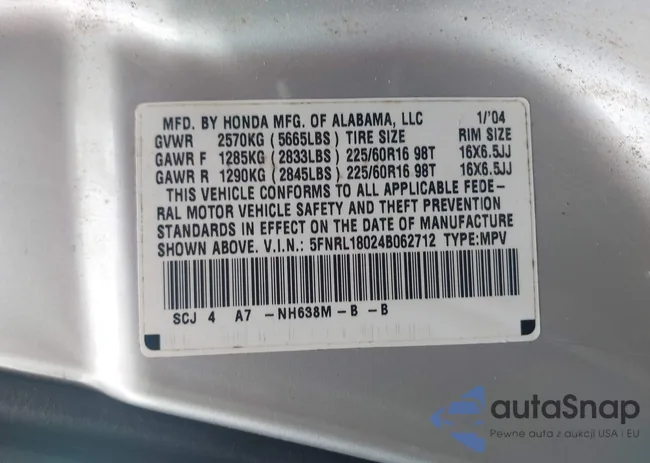 MFD. BY HONDA MFG. OF ALABAMA, LLC 1/'04
GVWR 2570KG (5665LBS) TIRE SIZE RIM SIZE
GAWR F 1285KG (2833LBS) 225/60R16 98T 16X6.5JJ
GAWR R 1290KG (2845LBS) 225/60R16 98T 16X6.5JJ
THIS VEHICLE CONFORMS TO ALL APPLICABLE FEDE-
RAL MOTOR VEHICLE SAFETY AND THEFT PREVENTION
STANDARDS IN EFFECT ON THE DATE OF MANUFACTURE
SHOWN ABOVE. V.I.N.: 5FNRL18024B062712 TYPE:MPV
SCJ 4 A7 -NH638M-B -B
autaSnap
Pewne auta z aukcji USA i EU